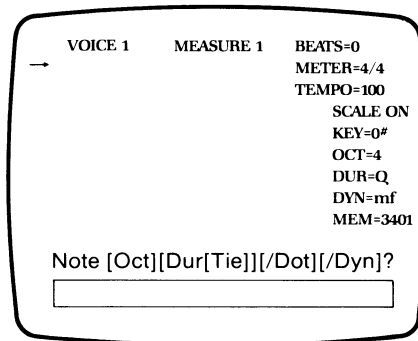 VOICE 1 MEASURE 1 BEATS=0
→ METER=4/4
TEMPO=100
SCALE ON
KEY=0#
OCT=4
DUR=Q
DYN=mf
MEM=3401
Note [Oct][Dur[Tie]][/Dot][/Dyn]?